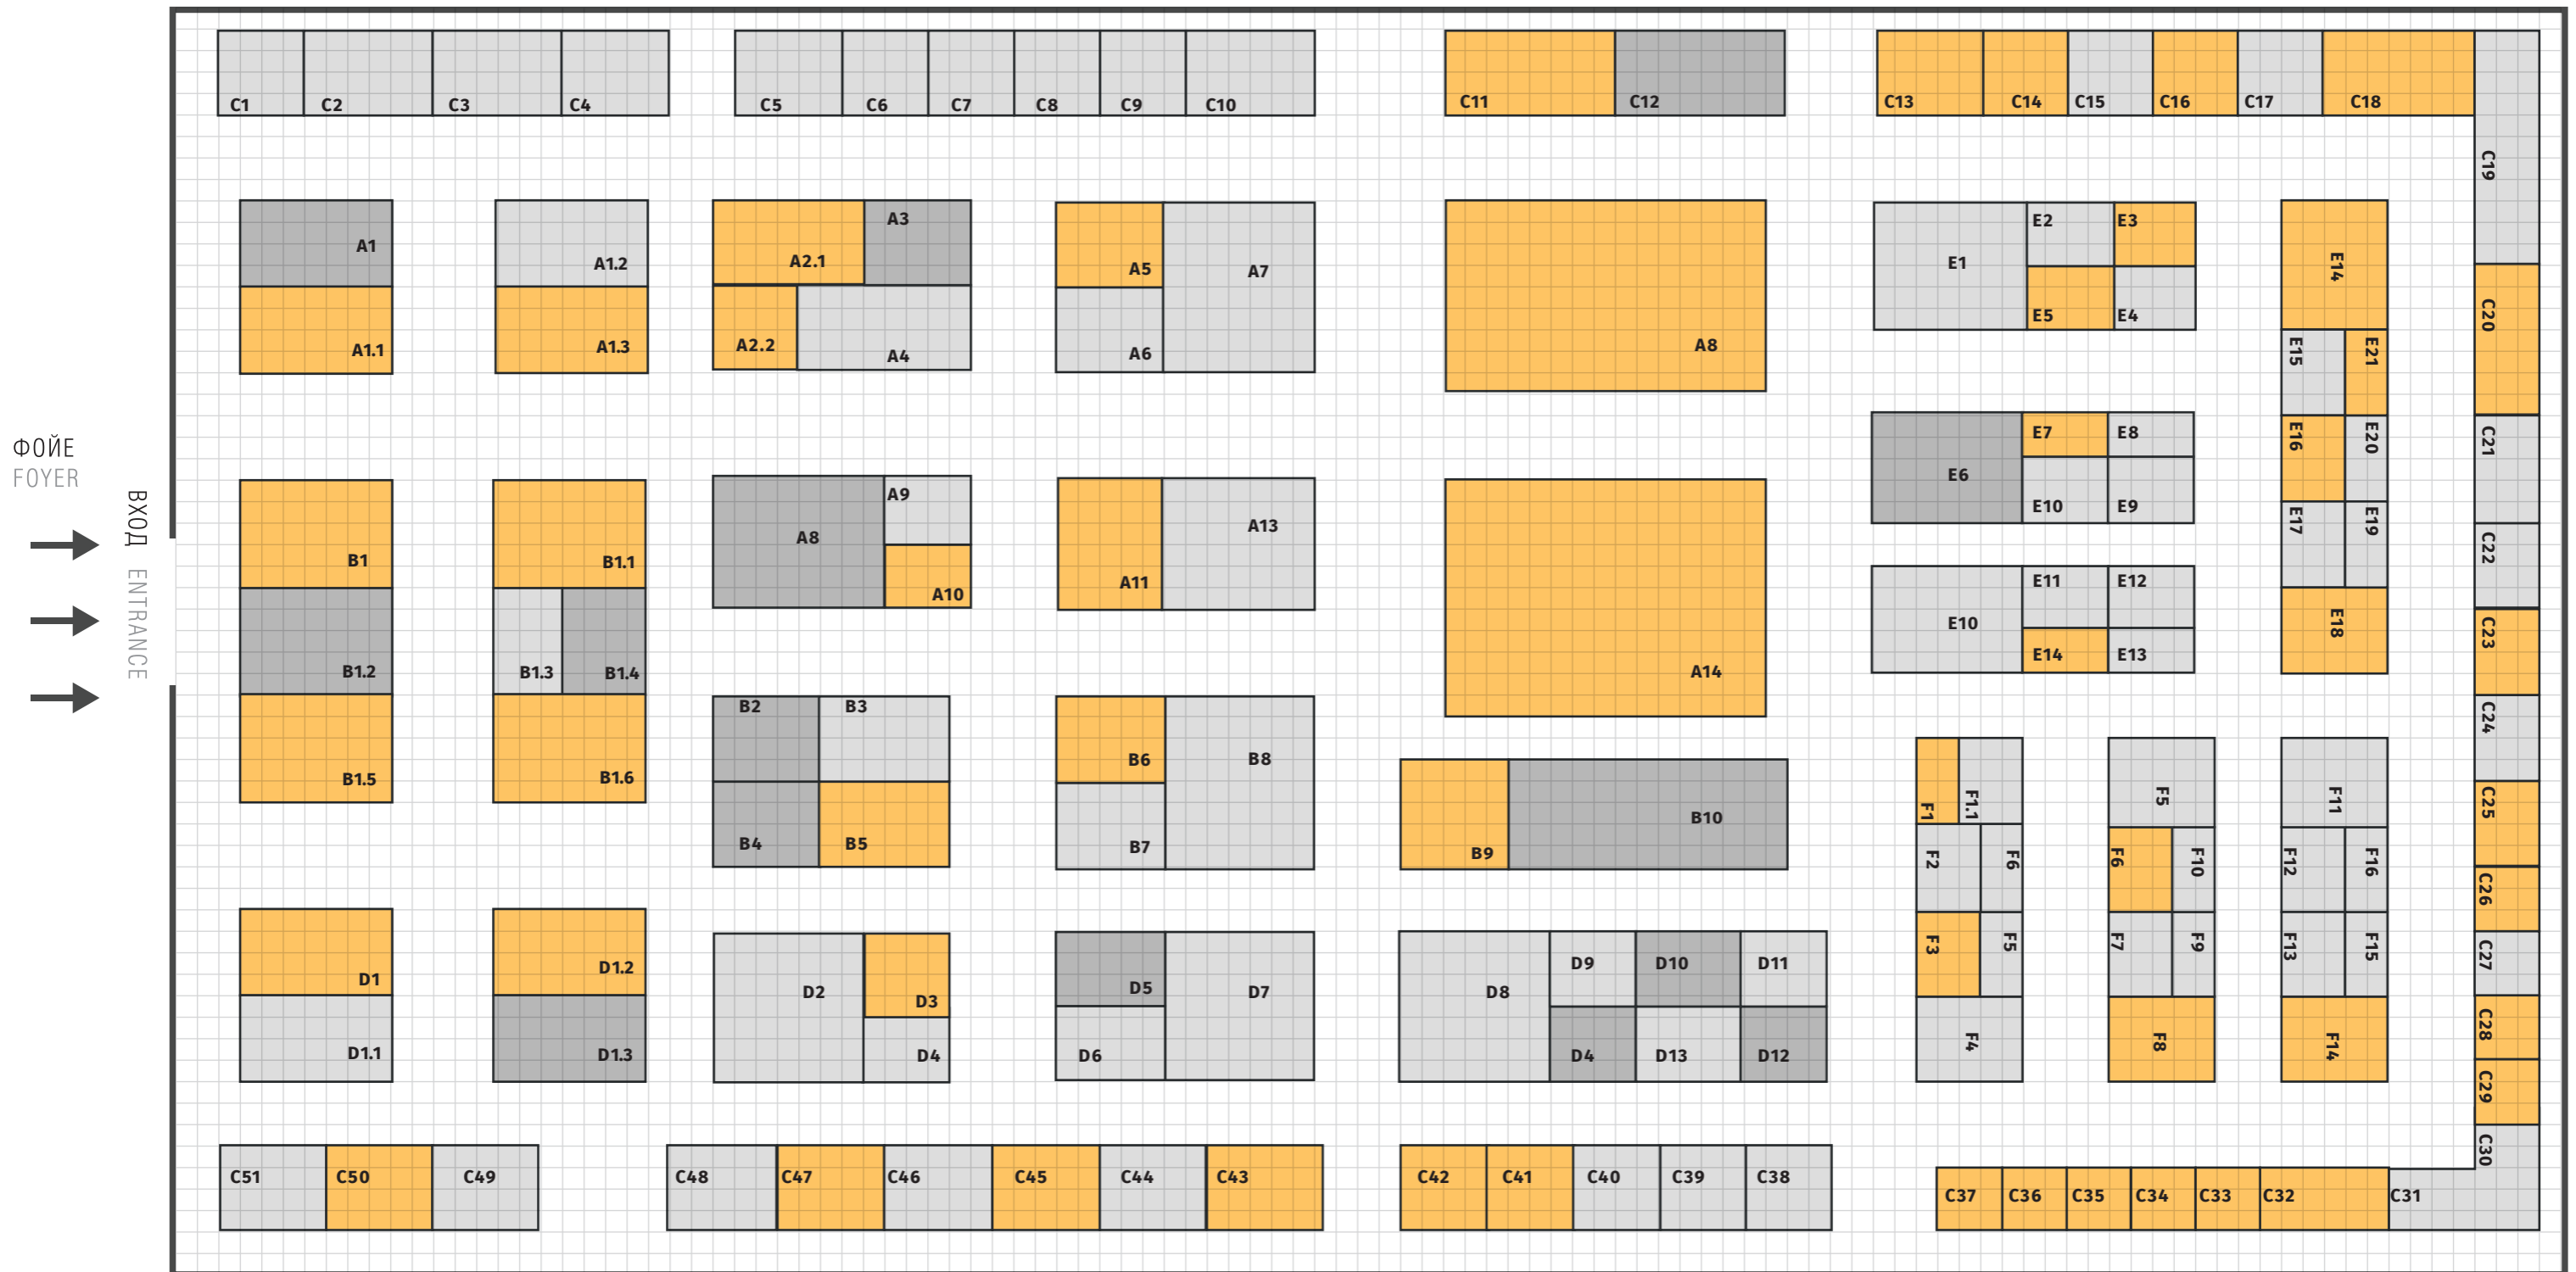 C1 C2 C3 C4 C5 C6 C7 C8 C9 C10 C11 C12 C13 C14 C15 C16 C17 C18
C19
A1 A1.2 A2.1 A3 A5 A7 E1 E2 E3 E14
A1.1 A1.3 A2.2 A4 A6 A8 E5 E4 C20
E15 E21
ФОЙЕ
FOYER
E6 E7 E8 E16 E20 C21
E10 E9
ВХОД ENTRANCE
B1 B1.1 A8 A9 A11 A13 E17 E19 C22
A10
B1.2 B1.3 B1.4 A14 E10 E11 E12 E18 C23
E14 E13
B1.5 B1.6 B2 B3 B6 B8 C24
B4 B5 B7 B9 B10 F1 F1.1 F5 F11 C25
F2 F6 F6 F10 F12 F16 C26
D1 D1.2 D2 D3 D5 D7 D8 D9 D10 D11 F3 F5 F7 F9 F13 F15 C27
D1.1 D1.3 D4 D6 D4 D13 D12 F4 F8 F14 C28
C29
C30
C51 C50 C49 C48 C47 C46 C45 C44 C43 C42 C41 C40 C39 C38
C37 C36 C35 C34 C33 C32 C31